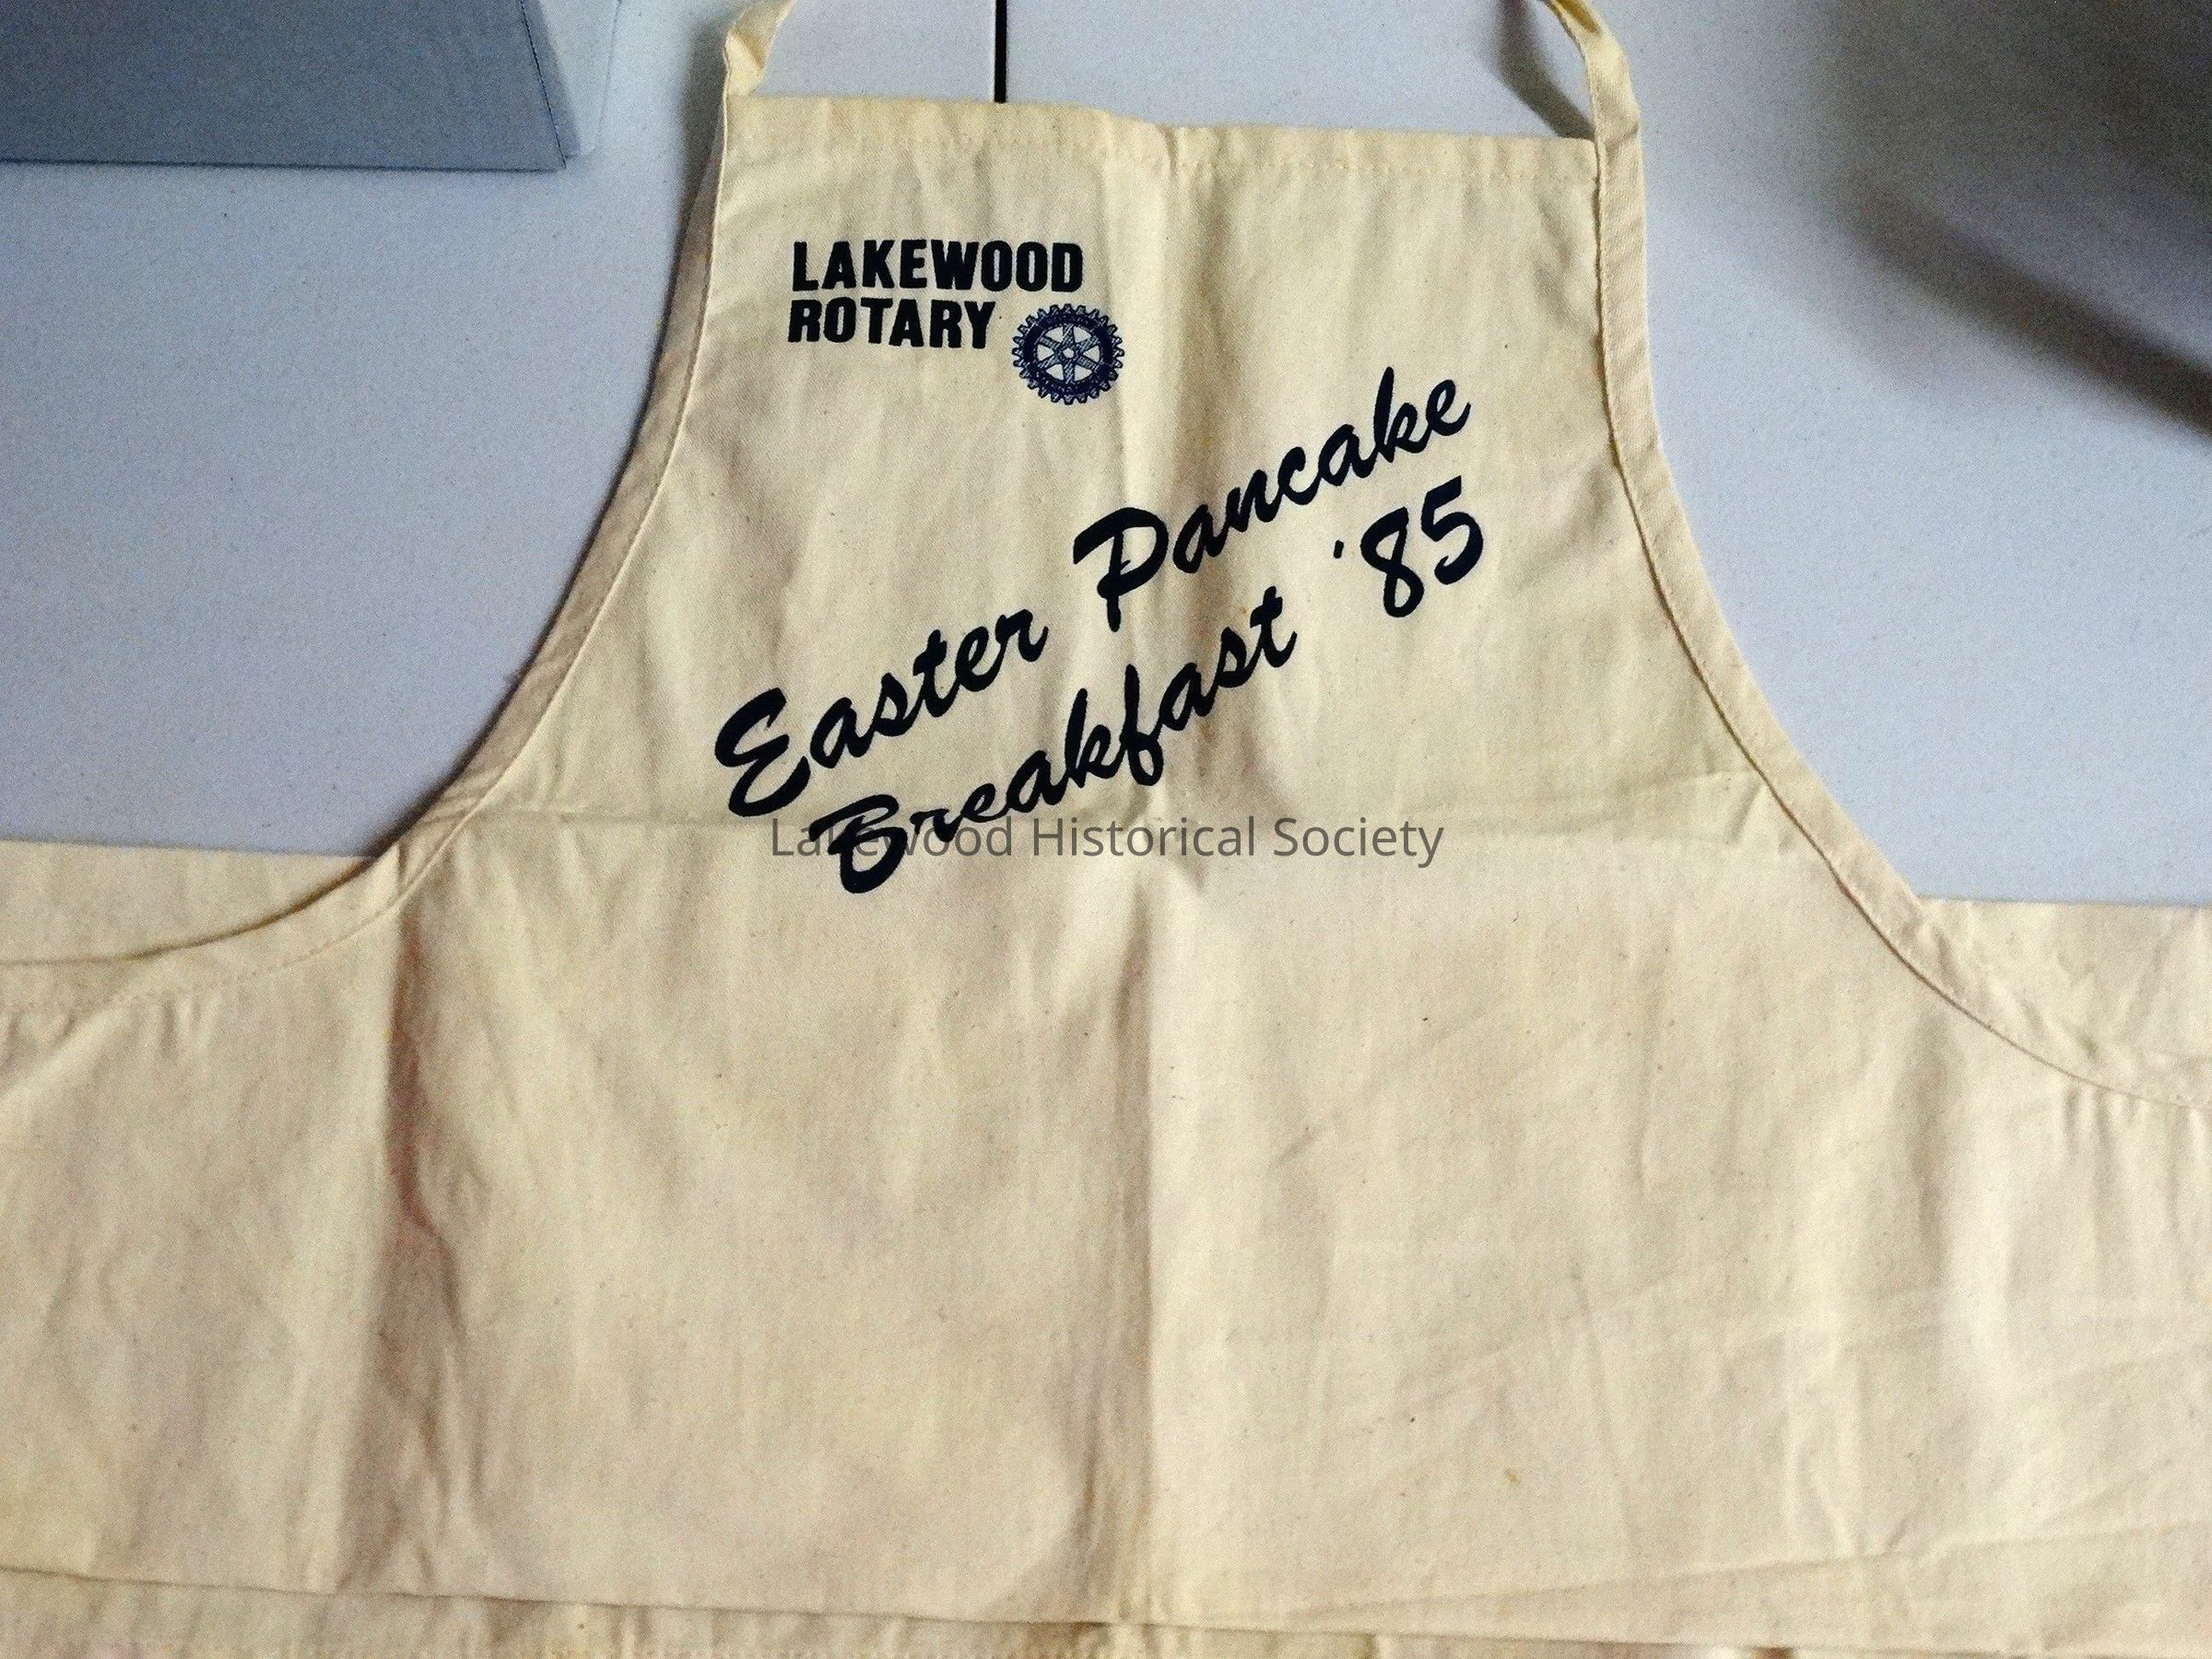 LAKEWOOD
ROTARY
Easter Pancake
Breakfast '85
Lakewood Historical Society